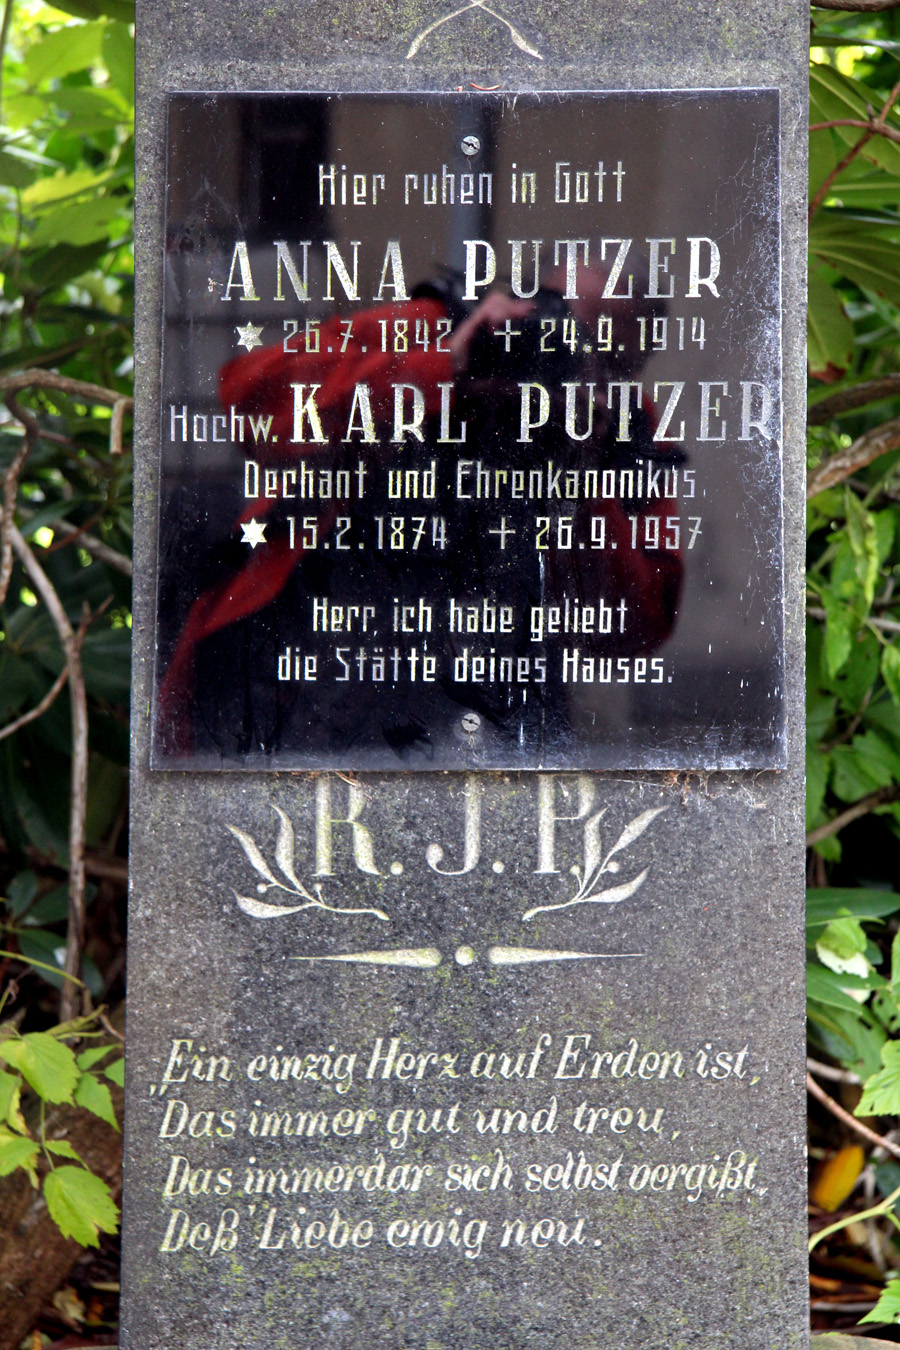 Hier ruhen in Gott
ANNA PUTZER
* 26.7.1842 + 24.9.1914
Hochw. KARL PUTZER
Dechant und Ehrenkanonikus
* 15.2.1874 + 26.9.1957
Herr, ich habe geliebt
die Stätte deines Hauses.
R.J.P.
„Ein einzig Herz auf Erden ist,
Das immer gut und treu,
Das immerdar sich selbst vergißt,
Deß' Liebe ewig neu.